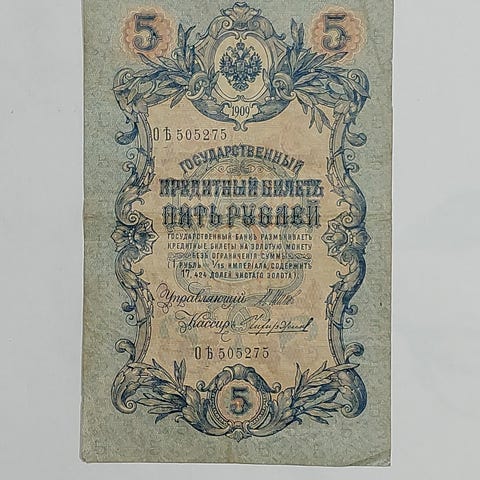 5 5
1909
ОѢ 505275
ГОСУДАРСТВЕННЫЙ
КРЕДИТНЫЙ БИЛЕТЪ
ПЯТЬ РУБЛЕЙ
ГОСУДАРСТВЕННЫЙ БАНКЪ РАЗМѢНИВАЕТЪ
КРЕДИТНЫЕ БИЛЕТЫ НА ЗОЛОТУЮ МОНЕТУ
БЕЗЪ ОГРАНИЧЕНІЯ СУММЫ
(1 РУБЛЬ = 1/15 ИМПЕРІАЛА, СОДЕРЖИТЪ
17,424 ДОЛЕЙ ЧИСТАГО ЗОЛОТА).
Управляющій
Кассиръ
ОѢ 505275
5